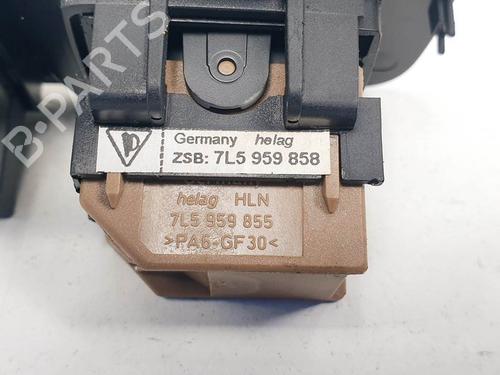 B-PARTS
Germany helag
ZSB: 7L5 959 858
helag HLN
7L5 959 855
>PA6-GF30<